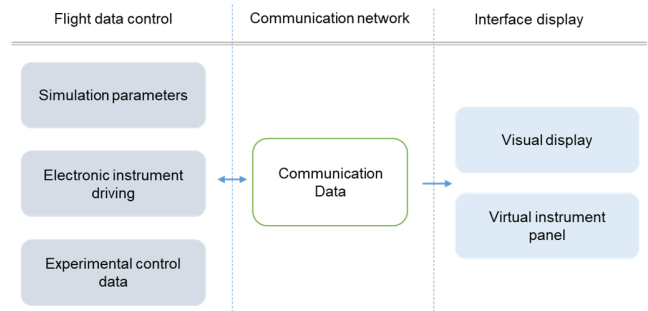 Flight data control
Communication network
Interface display
Simulation parameters
Electronic instrument
driving
Experimental control
data
Communication
Data
Visual display
Virtual instrument
panel